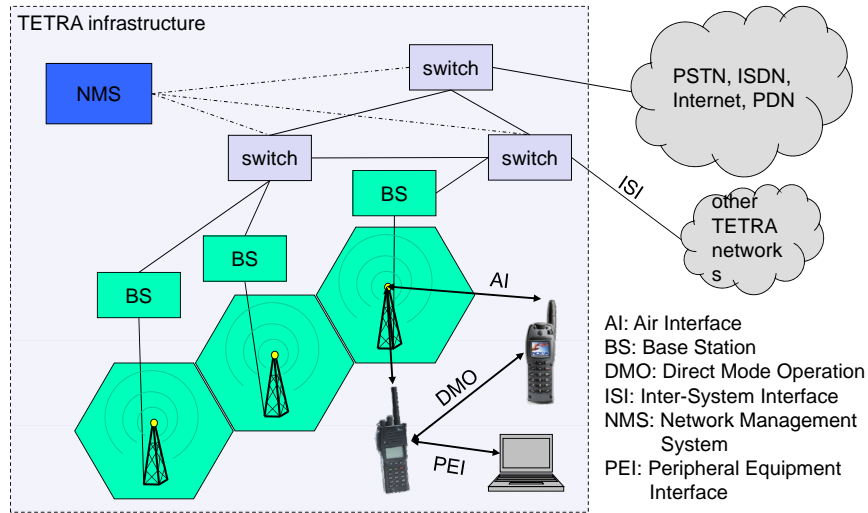 TETRA infrastructure
NMS
switch
switch
switch
PSTN, ISDN,
Internet, PDN
ISI
other
TETRA
network
s
BS
BS
BS
AI
DMO
PEI
AI: Air Interface
BS: Base Station
DMO: Direct Mode Operation
ISI: Inter-System Interface
NMS: Network Management
System
PEI: Peripheral Equipment
Interface